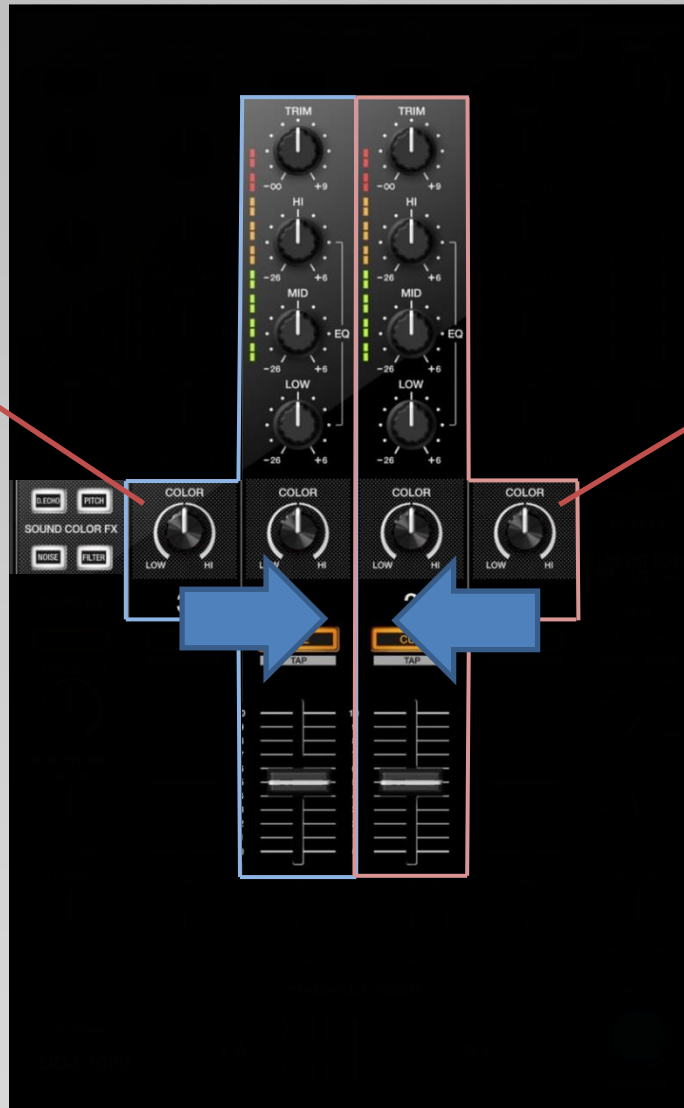 TRIM TRIM
-∞ +9 -∞ +9
HI HI
-26 +6 -26 +6
MID MID
EQ EQ
-26 +6 -26 +6
LOW LOW
-26 +6 -26 +6
D.ECHO PITCH
SOUND COLOR FX
NOISE FILTER
COLOR COLOR COLOR COLOR
LOW HI LOW HI LOW HI LOW HI
TAP TAP